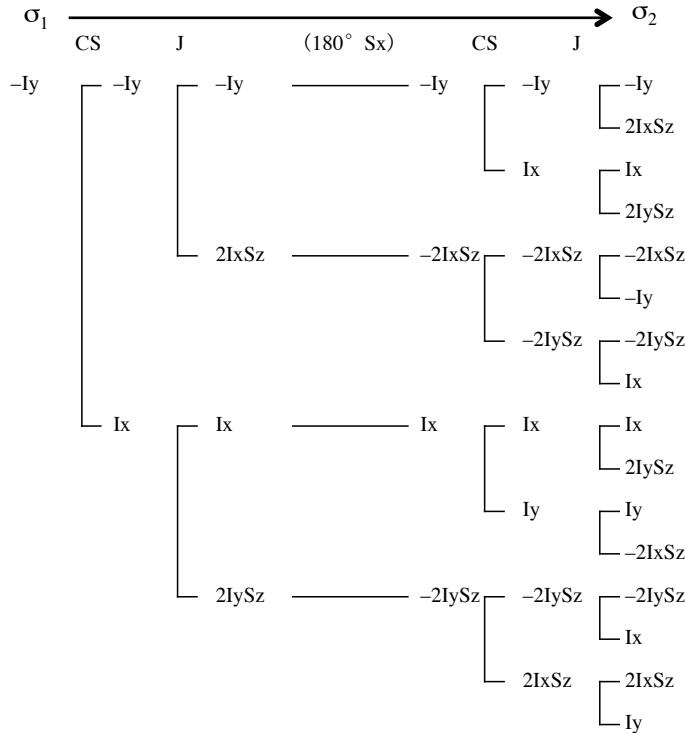 σ1 σ2
CS J （180° Sx） CS J
–Iy –Iy –Iy –Iy –Iy –Iy
2IxSz
Ix Ix
2IySz
2IxSz –2IxSz –2IxSz –2IxSz
–Iy
–2IySz –2IySz
Ix
Ix Ix Ix Ix Ix
2IySz
Iy Iy
–2IxSz
2IySz –2IySz –2IySz –2IySz
Ix
2IxSz 2IxSz
Iy